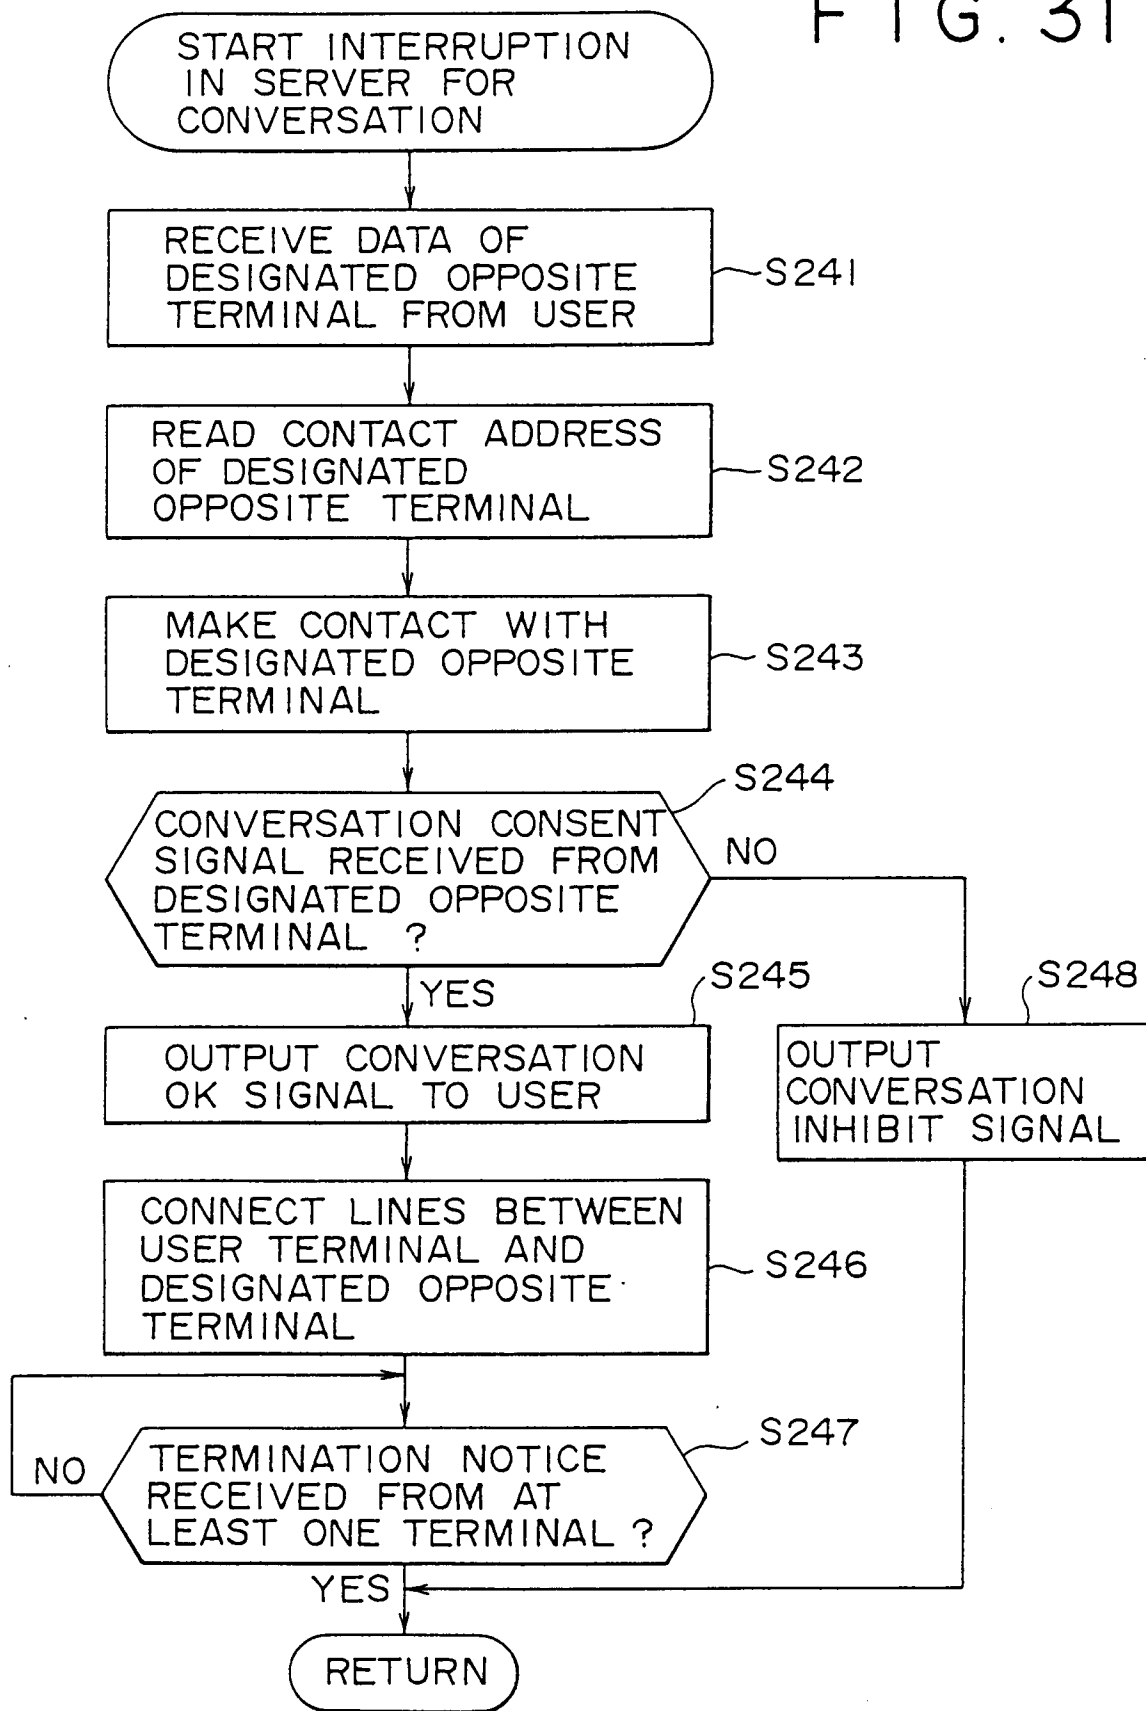 FIG. 31
START INTERRUPTION
IN SERVER FOR
CONVERSATION
RECEIVE DATA OF
DESIGNATED OPPOSITE
TERMINAL FROM USER
S241
READ CONTACT ADDRESS
OF DESIGNATED
OPPOSITE TERMINAL
S242
MAKE CONTACT WITH
DESIGNATED OPPOSITE
TERMINAL
S243
S244
CONVERSATION CONSENT
SIGNAL RECEIVED FROM
DESIGNATED OPPOSITE
TERMINAL ?
NO
YES
S245
S248
OUTPUT CONVERSATION
OK SIGNAL TO USER
OUTPUT
CONVERSATION
INHIBIT SIGNAL
CONNECT LINES BETWEEN
USER TERMINAL AND
DESIGNATED OPPOSITE
TERMINAL
S246
S247
NO
TERMINATION NOTICE
RECEIVED FROM AT
LEAST ONE TERMINAL ?
YES
RETURN